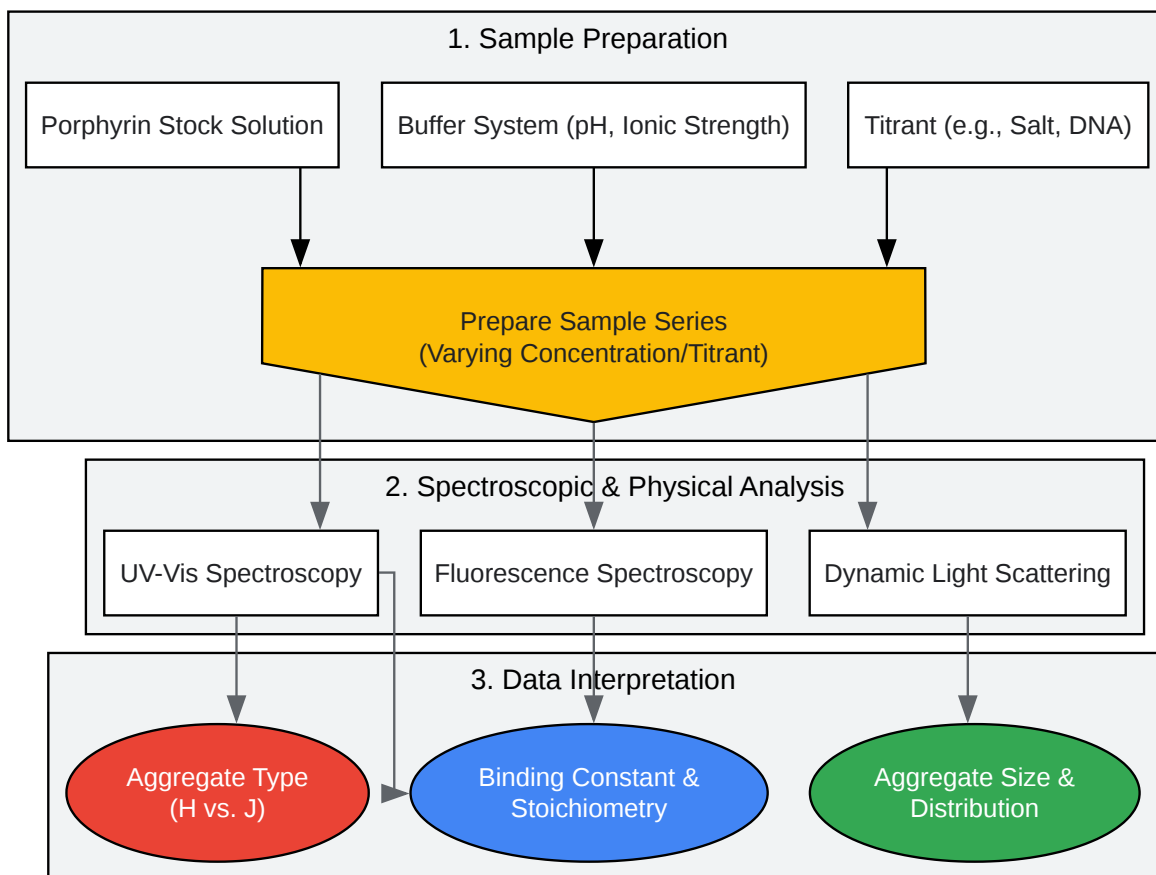 1. Sample Preparation
Porphyrin Stock Solution
Buffer System (pH, Ionic Strength)
Titrant (e.g., Salt, DNA)
Prepare Sample Series
(Varying Concentration/Titrant)
2. Spectroscopic & Physical Analysis
UV-Vis Spectroscopy
Fluorescence Spectroscopy
Dynamic Light Scattering
3. Data Interpretation
Aggregate Type
(H vs. J)
Binding Constant &
Stoichiometry
Aggregate Size &
Distribution